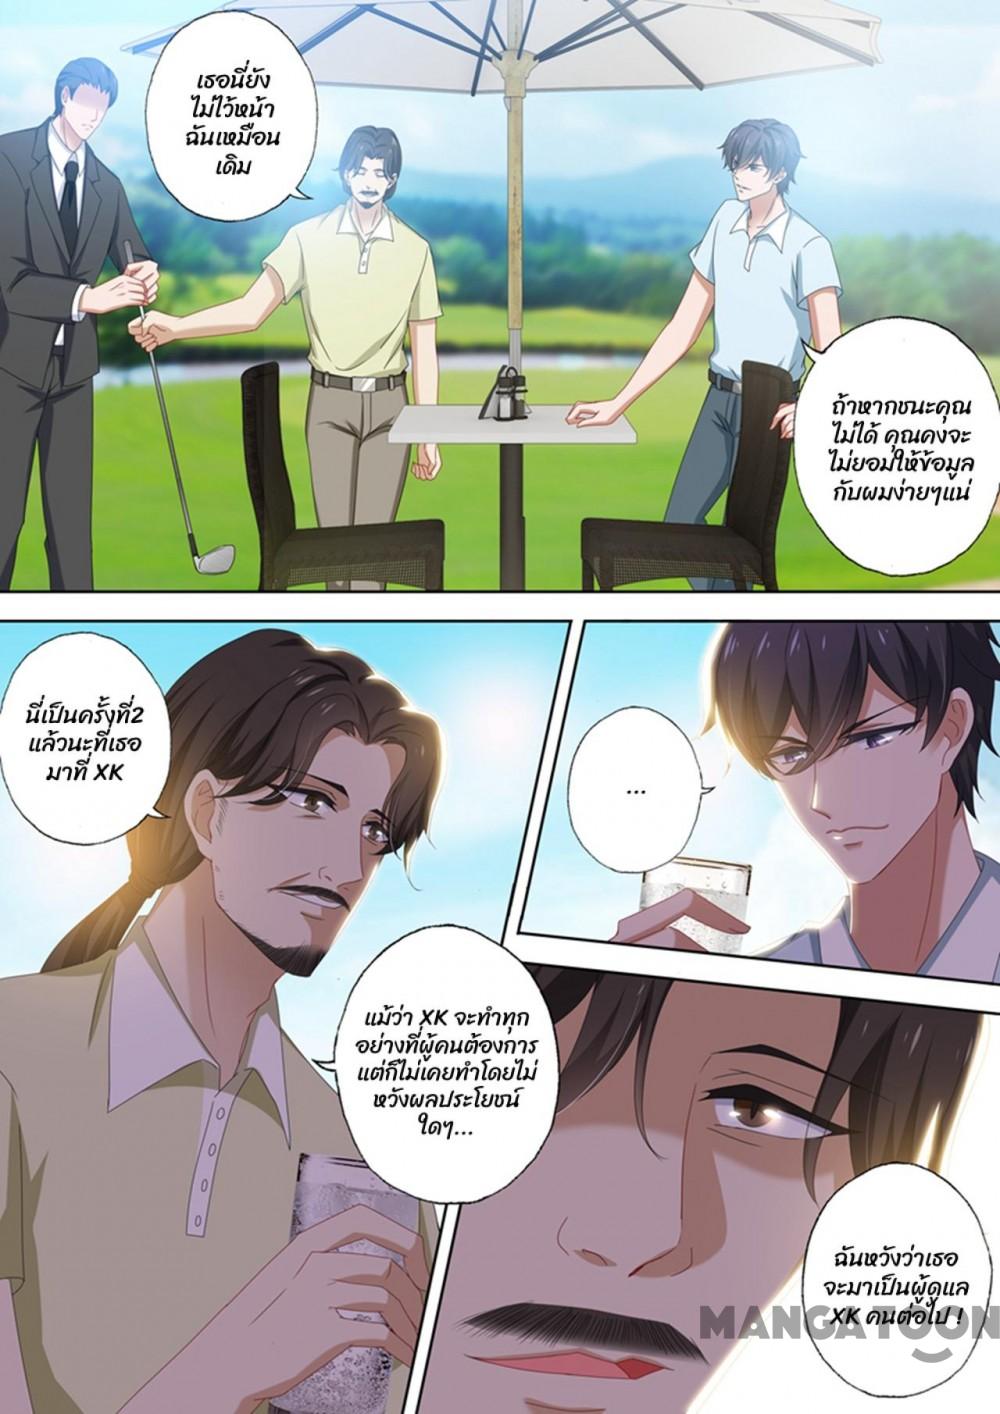 เธอนี่ยัง
ไม่ไว้หน้า
ฉันเหมือน
เดิม
ถ้าหากชนะคุณ
ไม่ได้ คุณคงจะ
ไม่ยอมให้ข้อมูล
กับผมง่ายๆแน่
นี่เป็นครั้งที่2
แล้วนะที่เธอ
มาที่ XK
...
แม้ว่า XK จะทำทุก
อย่างที่ผู้คนต้องการ
แต่ก็ไม่เคยทำโดยไม่
หวังผลประโยชน์
ใดๆ...
ฉันหวังว่าเธอ
จะมาเป็นผู้ดูแล
XK คนต่อไป !
MANGATOON